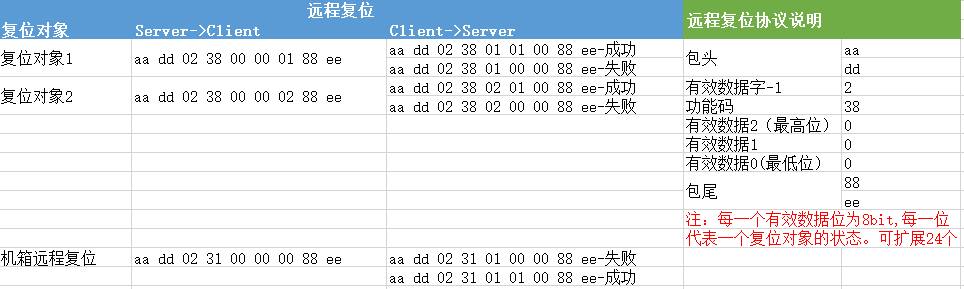 远程复位
复位对象 Server->Client Client->Server
复位对象1 aa dd 02 38 00 00 01 88 ee aa dd 02 38 01 01 00 88 ee-成功
aa dd 02 38 01 00 00 88 ee-失败
复位对象2 aa dd 02 38 00 00 02 88 ee aa dd 02 38 02 01 00 88 ee-成功
aa dd 02 38 02 00 00 88 ee-失败
机箱远程复位 aa dd 02 31 00 00 00 88 ee aa dd 02 31 01 00 00 88 ee-失败
aa dd 02 31 01 01 00 88 ee-成功
远程复位协议说明
包头 aa
dd
有效数据字-1 2
功能码 38
有效数据2（最高位） 0
有效数据1 0
有效数据0(最低位） 0
包尾 88
ee
注：每一个有效数据位为8bit,每一位
代表一个复位对象的状态。可扩展24个